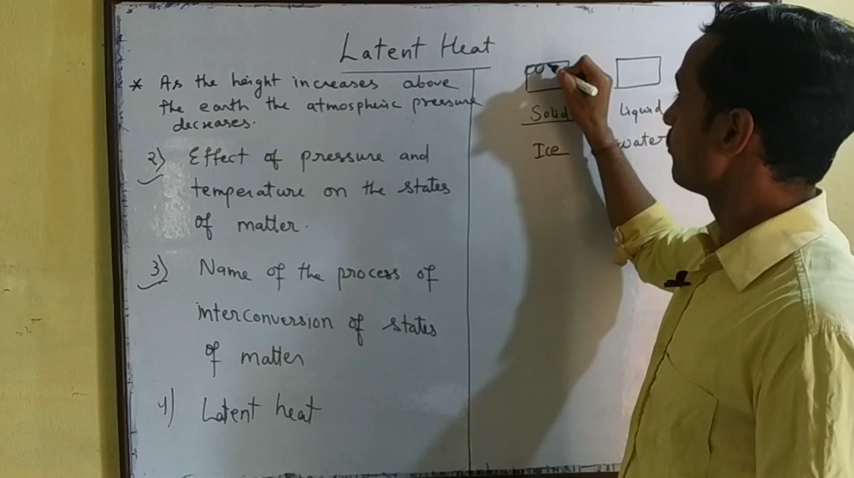 Latent Heat
* As the height increases above
the earth the atmospheric pressure
decreases.
2) Effect of pressure and
temperature on the states
of matter.
3) Name of the process of
interconversion of states
of matter
4) Latent heat
Solid
Liquid
Ice
water